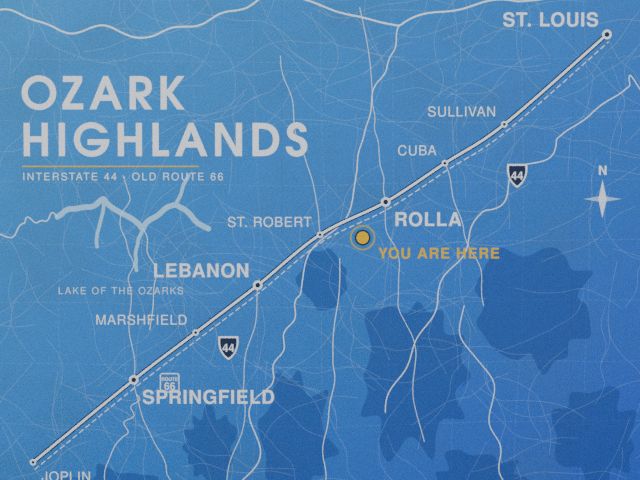 ST. LOUIS
OZARK
HIGHLANDS
INTERSTATE 44 · OLD ROUTE 66
SULLIVAN
CUBA
44
N
ROLLA
ST. ROBERT
YOU ARE HERE
LEBANON
LAKE OF THE OZARKS
MARSHFIELD
44
ROUTE
66
SPRINGFIELD
JOPLIN